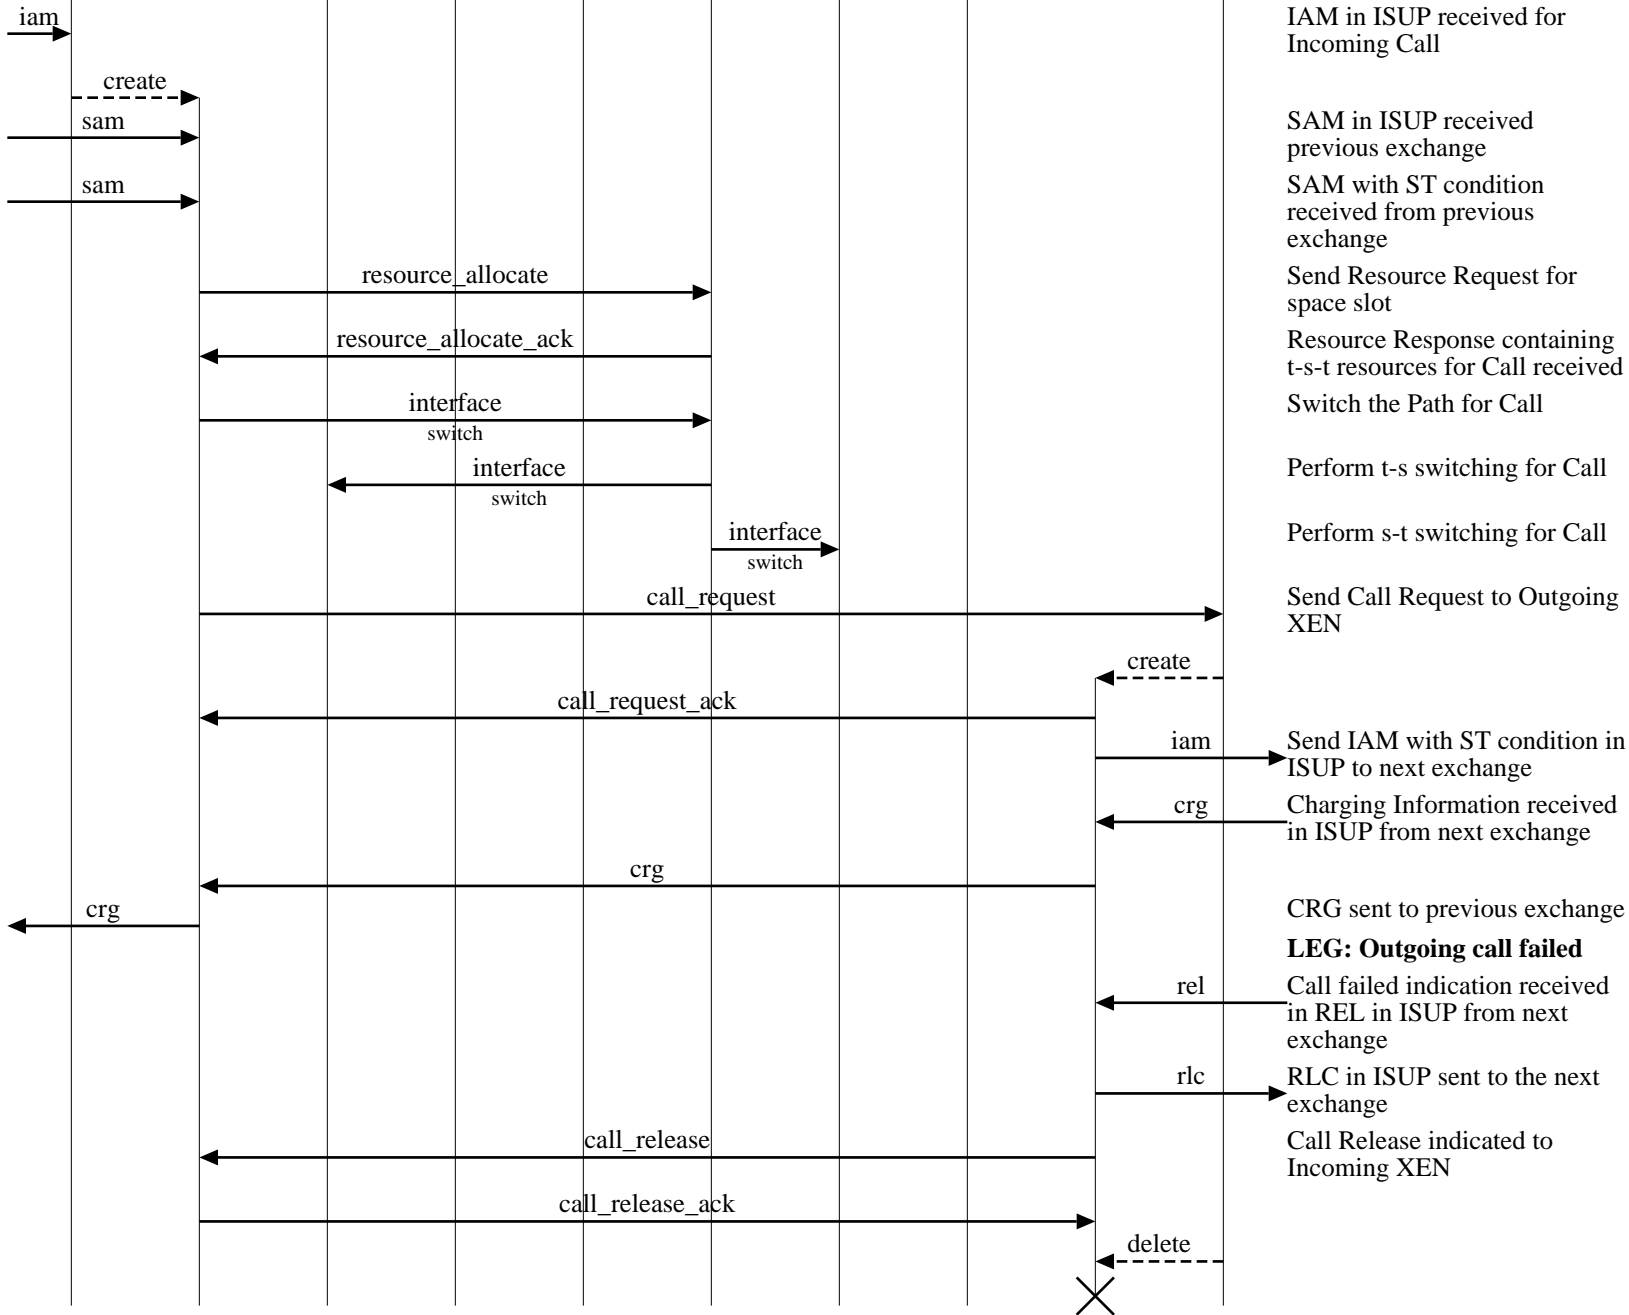 iam
IAM in ISUP received for
Incoming Call
create
sam
SAM in ISUP received
previous exchange
sam
SAM with ST condition
received from previous
exchange
resource_allocate
Send Resource Request for
space slot
resource_allocate_ack
Resource Response containing
t-s-t resources for Call received
interface
switch
Switch the Path for Call
interface
switch
Perform t-s switching for Call
interface
switch
Perform s-t switching for Call
call_request
Send Call Request to Outgoing
XEN
create
call_request_ack
iam
Send IAM with ST condition in
ISUP to next exchange
crg
Charging Information received
in ISUP from next exchange
crg
crg
CRG sent to previous exchange
LEG: Outgoing call failed
rel
Call failed indication received
in REL in ISUP from next
exchange
rlc
RLC in ISUP sent to the next
exchange
call_release
Call Release indicated to
Incoming XEN
call_release_ack
delete